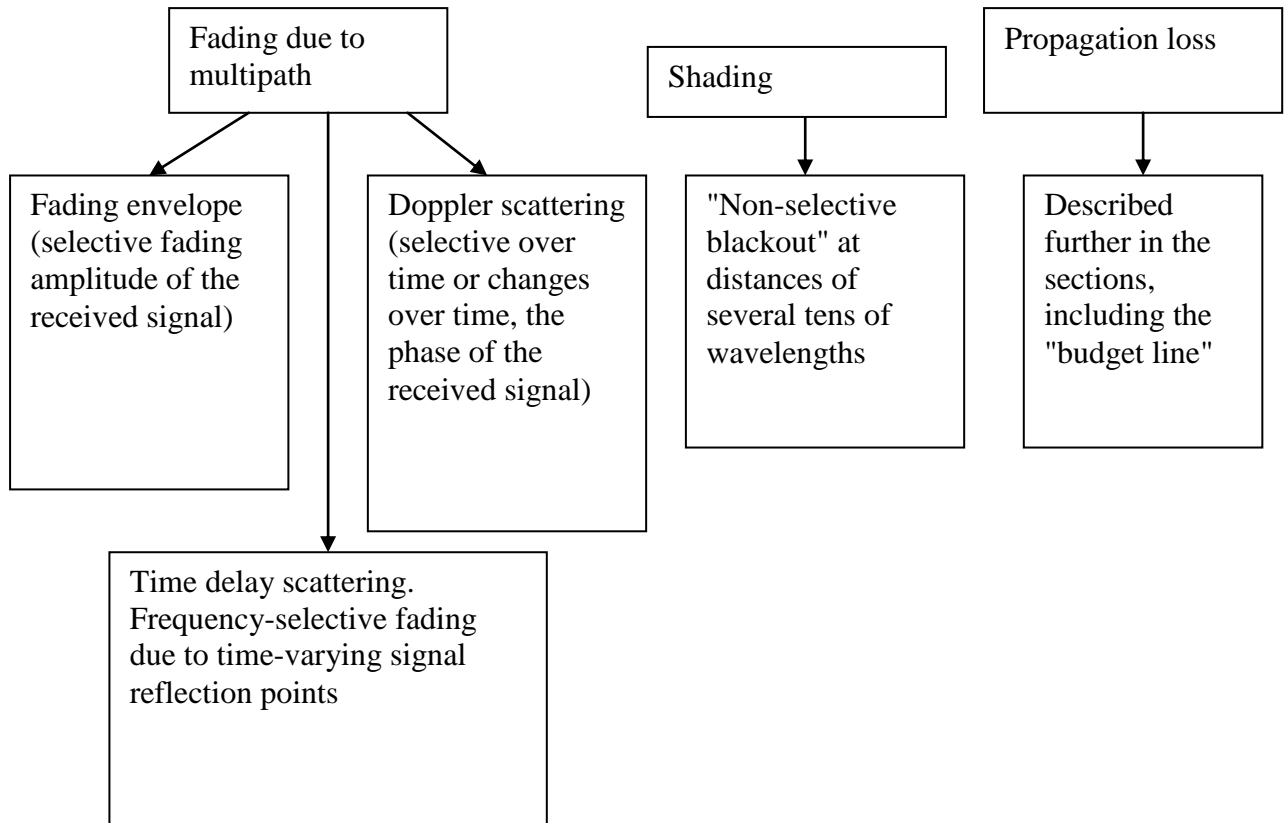 Fading due to
multipath
Shading
Propagation loss
Fading envelope
(selective fading
amplitude of the
received signal)
Doppler scattering
(selective over
time or changes
over time, the
phase of the
received signal)
"Non-selective
blackout" at
distances of
several tens of
wavelengths
Described
further in the
sections,
including the
"budget line"
Time delay scattering.
Frequency-selective fading
due to time-varying signal
reflection points